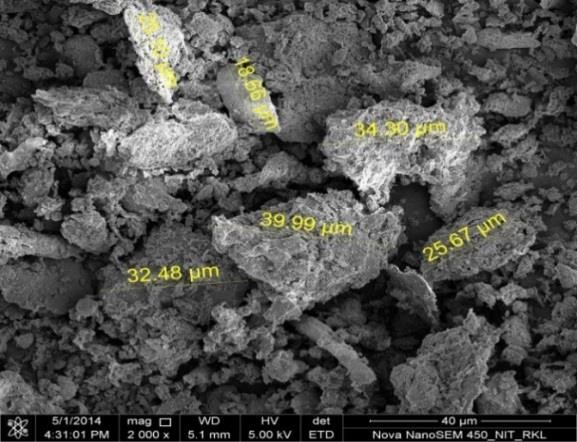 18.66 µm
34.30 µm
39.99 µm
25.67 µm
32.48 µm
5/1/2014 mag □ WD HV det 40 µm
4:31:01 PM 2 000 x 5.1 mm 5.00 kV ETD Nova NanoSEM 450_NIT_RKL